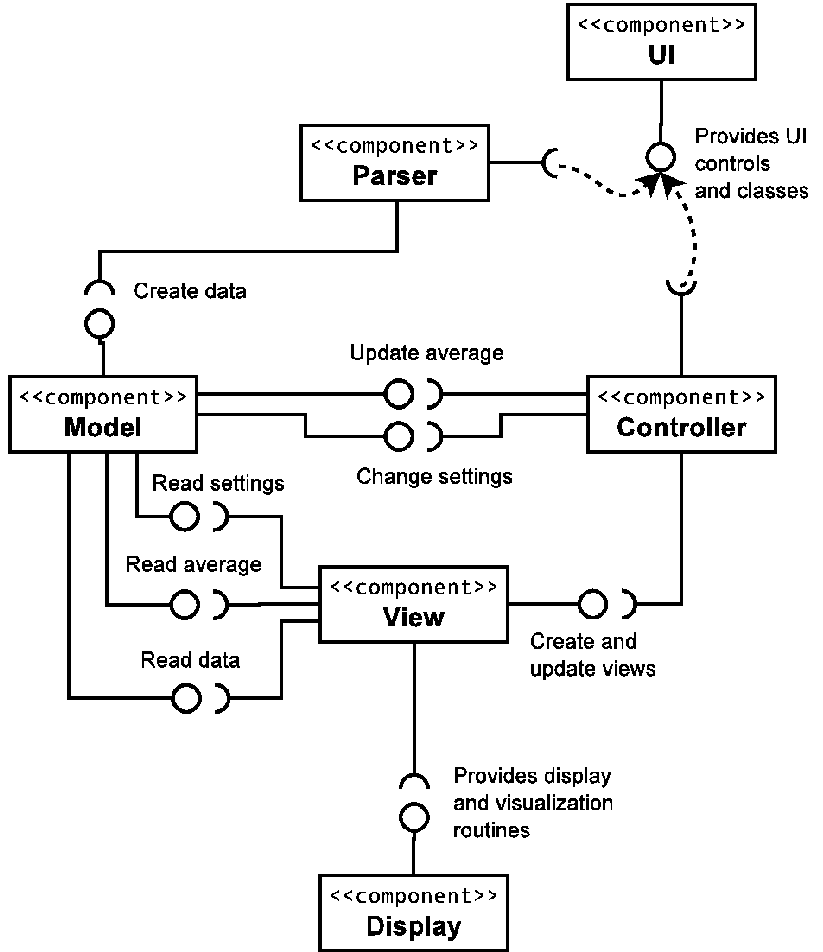 <<component>>
UI
Provides UI
controls
and classes
<<component>>
Parser
Create data
Update average
<<component>>
Model
<<component>>
Controller
Change settings
Read settings
Read average
<<component>>
View
Read data
Create and
update views
Provides display
and visualization
routines
<<component>>
Display